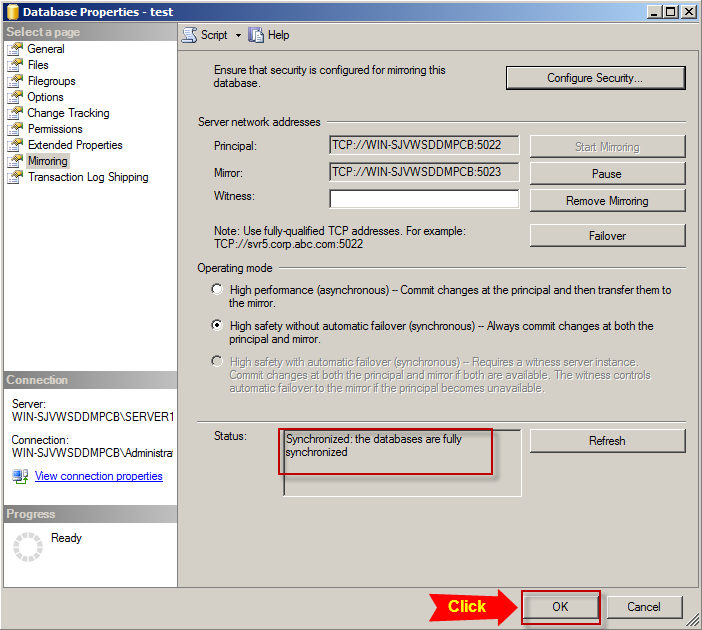 Database Properties - test
Select a page
General
Files
Filegroups
Options
Change Tracking
Permissions
Extended Properties
Mirroring
Transaction Log Shipping
Connection
Server:
WIN-SJVWSDDMPCB\SERVER1
Connection:
WIN-SJVWSDDMPCB\Administra
View connection properties
Progress
Ready
Script
Help
Ensure that security is configured for mirroring this
database.
Configure Security...
Server network addresses
Principal:
TCP://WIN-SJVWSDDMPCB:5022
Start Mirroring
Mirror:
TCP://WIN-SJVWSDDMPCB:5023
Pause
Witness:
Remove Mirroring
Note: Use fully-qualified TCP addresses. For example:
TCP://svr5.corp.abc.com:5022
Failover
Operating mode
High performance (asynchronous) -- Commit changes at the principal and then transfer them to
the mirror.
High safety without automatic failover (synchronous) -- Always commit changes at both the
principal and mirror.
High safety with automatic failover (synchronous) -- Requires a witness server instance.
Commit changes at both the principal and mirror if both are available. The witness controls
automatic failover to the mirror if the principal becomes unavailable.
Status:
Synchronized: the databases are fully
synchronized
Refresh
Click
OK
Cancel